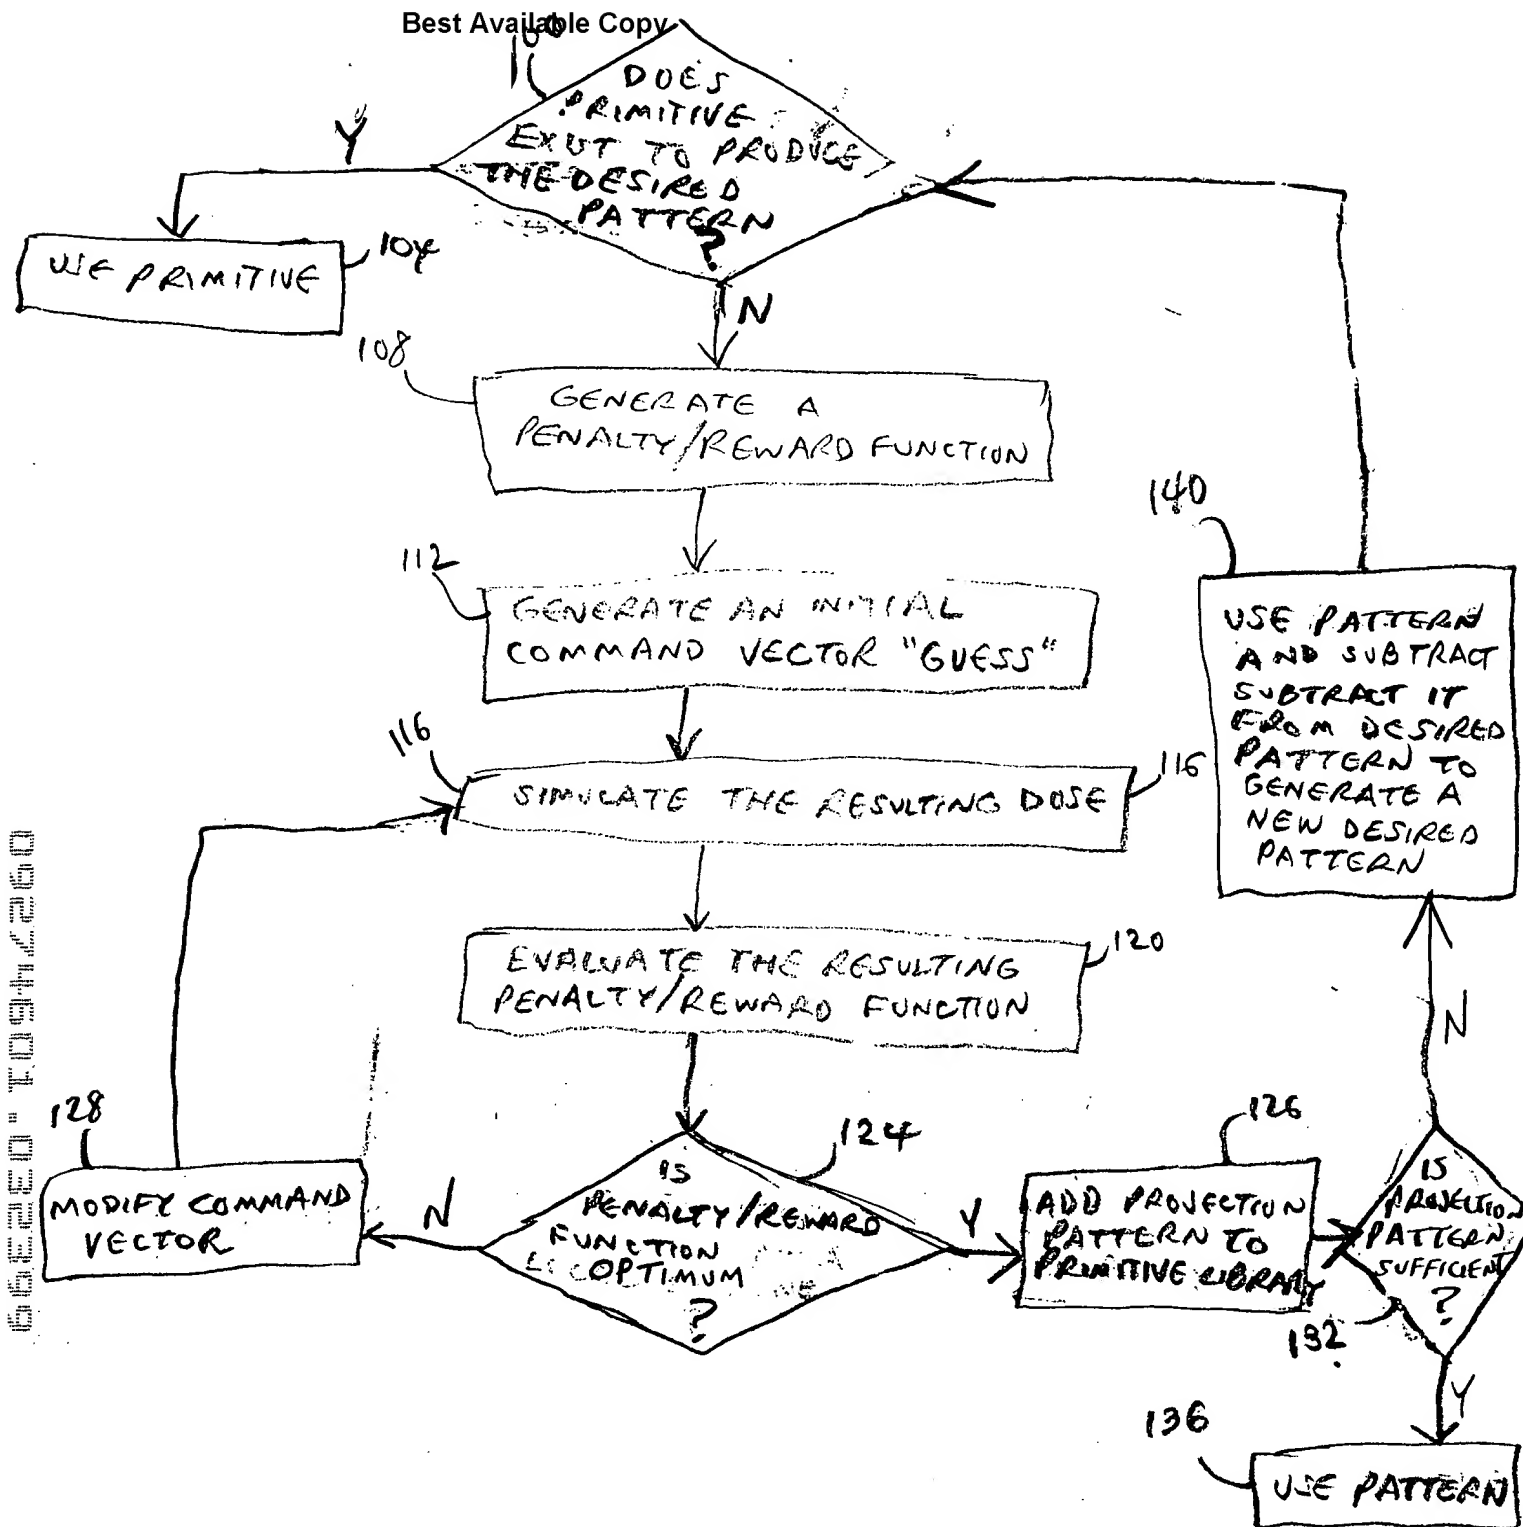 Best Available Copy
100
DOES
PRIMITIVE
EXIST TO PRODUCE
THE DESIRED
PATTERN
?
Y
USE PRIMITIVE
104
N
108
GENERATE A
PENALTY/REWARD FUNCTION
112
GENERATE AN INITIAL
COMMAND VECTOR "GUESS"
116
SIMULATE THE RESULTING DOSE
116
EVALUATE THE RESULTING
PENALTY/REWARD FUNCTION
120
124
IS
PENALTY/REWARD
FUNCTION
OPTIMUM
?
N
128
MODIFY COMMAND
VECTOR
Y
126
ADD PROJECTION
PATTERN TO
PRIMITIVE LIBRARY
IS
PROJECTION
PATTERN
SUFFICIENT
?
132
N
140
USE PATTERN
AND SUBTRACT
SUBTRACT IT
FROM DESIRED
PATTERN TO
GENERATE A
NEW DESIRED
PATTERN
Y
136
USE PATTERN
09274601.032399